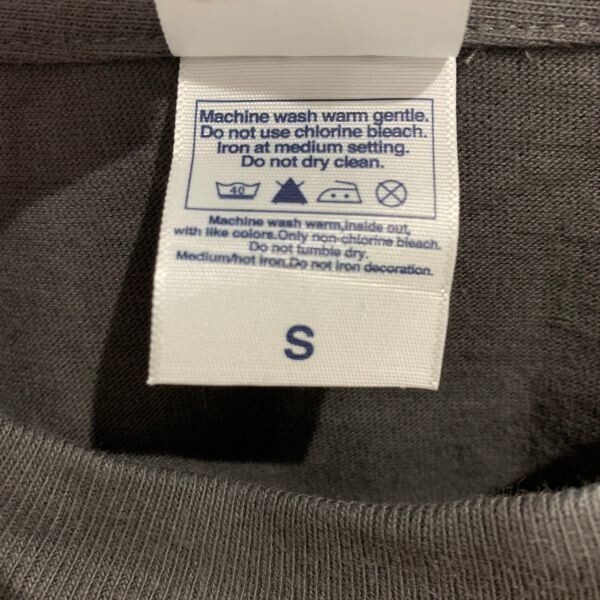 Machine wash warm gentle.
Do not use chlorine bleach.
Iron at medium setting.
Do not dry clean.
40
Machine wash warm,inside out,
with like colors.Only non-chlorine bleach.
Do not tumble dry.
Medium/hot iron.Do not iron decoration.
S